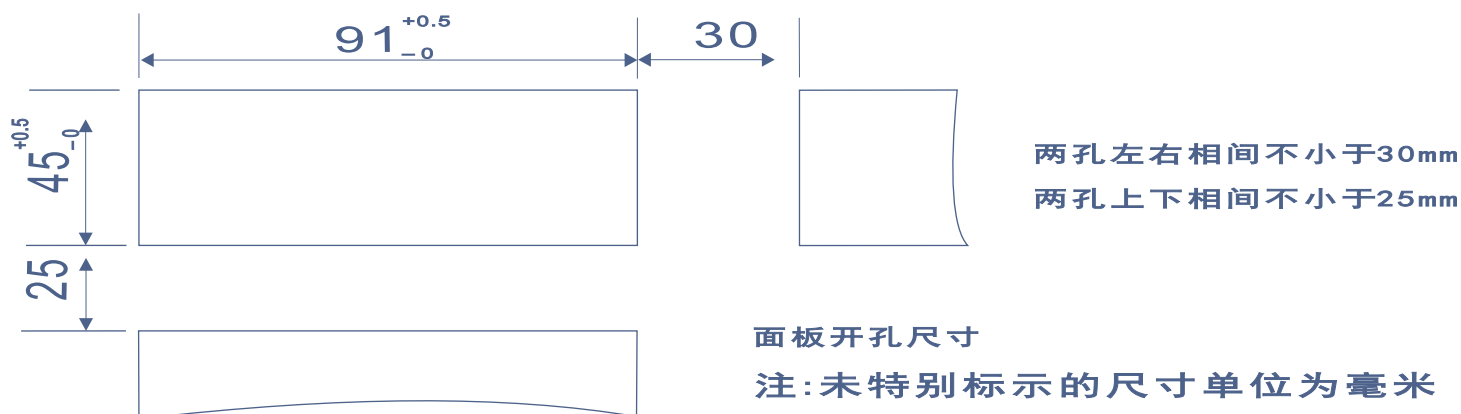 91 +0.5 -0
30
45 +0.5 -0
两孔左右相间不小于30mm
两孔上下相间不小于25mm
25
面板开孔尺寸
注:未特别标示的尺寸单位为毫米